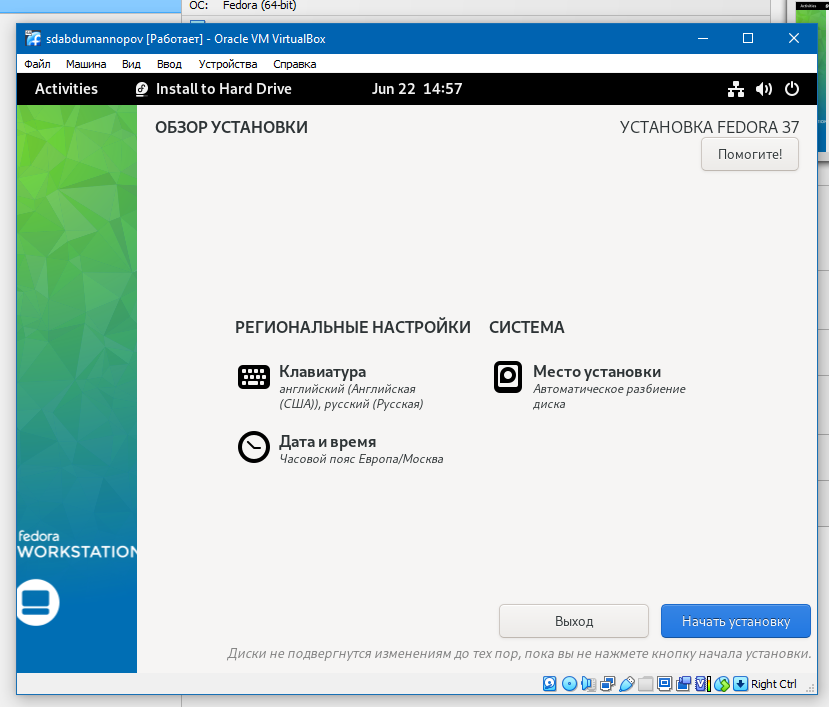 ОС: Fedora (64-bit)
sdabdumannopov [Работает] - Oracle VM VirtualBox
Файл Машина Вид Ввод Устройства Справка
Activities Install to Hard Drive Jun 22 14:57
ОБЗОР УСТАНОВКИ УСТАНОВКА FEDORA 37
Помогите!
РЕГИОНАЛЬНЫЕ НАСТРОЙКИ СИСТЕМА
Клавиатура
английский (Английская
(США)), русский (Русская)
Место установки
Автоматическое разбиение
диска
Дата и время
Часовой пояс Европа/Москва
fedora
WORKSTATION
Выход Начать установку
Диски не подвергнутся изменениям до тех пор, пока вы не нажмете кнопку начала установки.
Right Ctrl